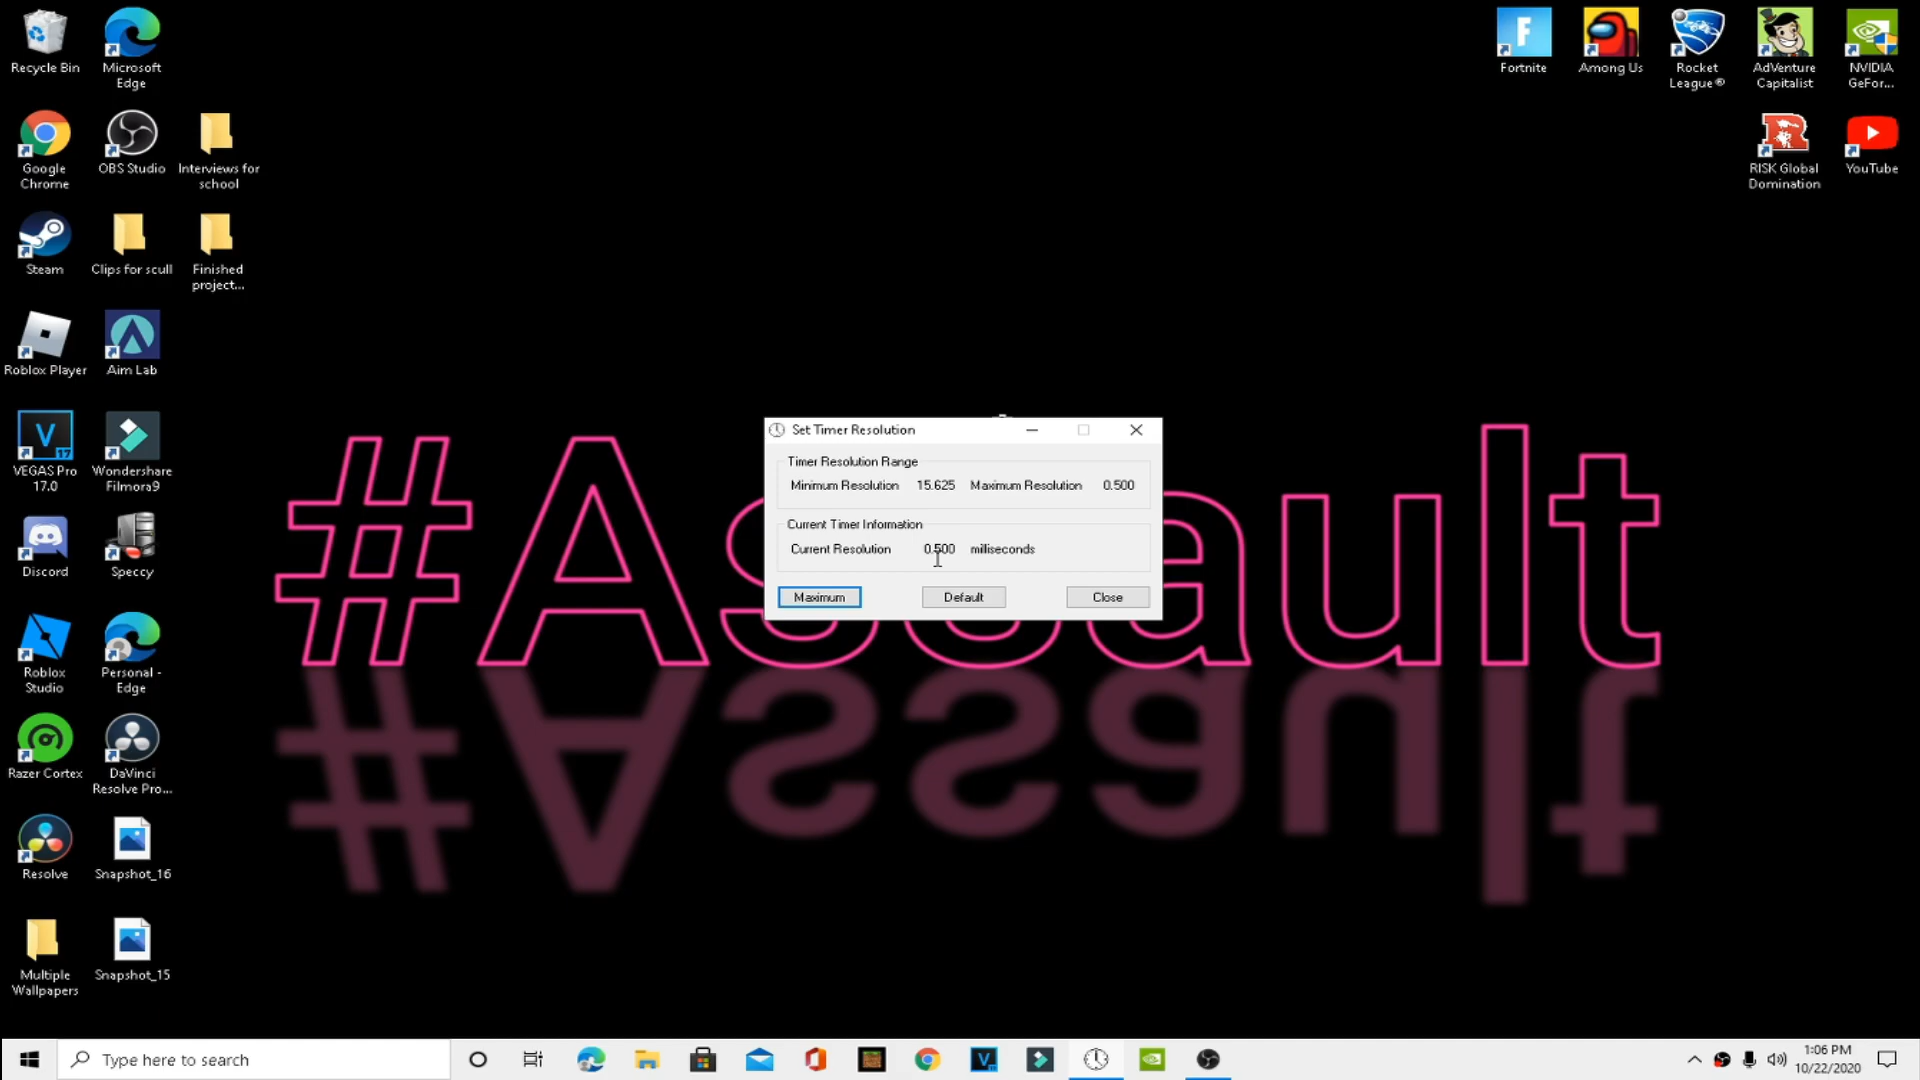 Recycle Bin
Microsoft
Edge
Google
Chrome
OBS Studio
Interviews for
school
Steam
Clips for scull
Finished
project...
Roblox Player
Aim Lab
VEGAS Pro
17.0
Wondershare
Filmora9
Discord
Speccy
Roblox
Studio
Personal -
Edge
Razer Cortex
DaVinci
Resolve Pro...
Resolve
Snapshot_16
Multiple
Wallpapers
Snapshot_15
Fortnite
Among Us
Rocket
League®
AdVenture
Capitalist
NVIDIA
GeFor...
RISK Global
Domination
YouTube
#Assault
Set Timer Resolution
Timer Resolution Range
Minimum Resolution 15.625 Maximum Resolution 0.500
Current Timer Information
Current Resolution 0.500 milliseconds
Maximum Default Close
Type here to search
1:06 PM
10/22/2020